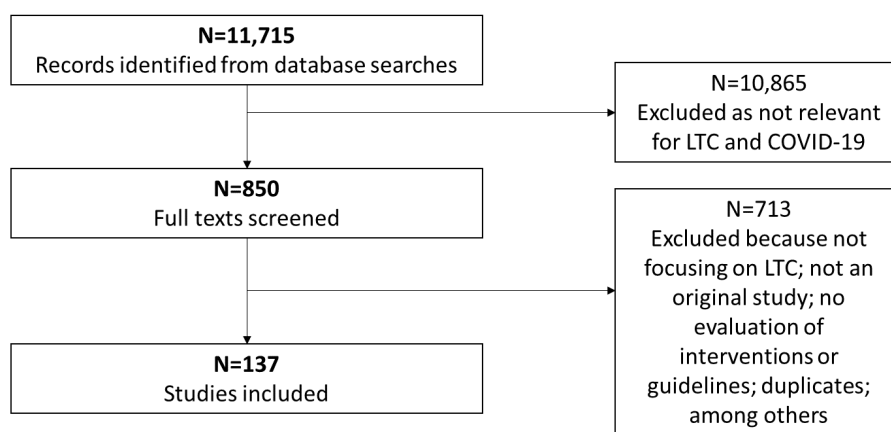 N=11,715
Records identified from database searches
N=10,865
Excluded as not relevant
for LTC and COVID-19
N=850
Full texts screened
N=713
Excluded because not
focusing on LTC; not an
original study; no
evaluation of
interventions or
guidelines; duplicates;
among others
N=137
Studies included